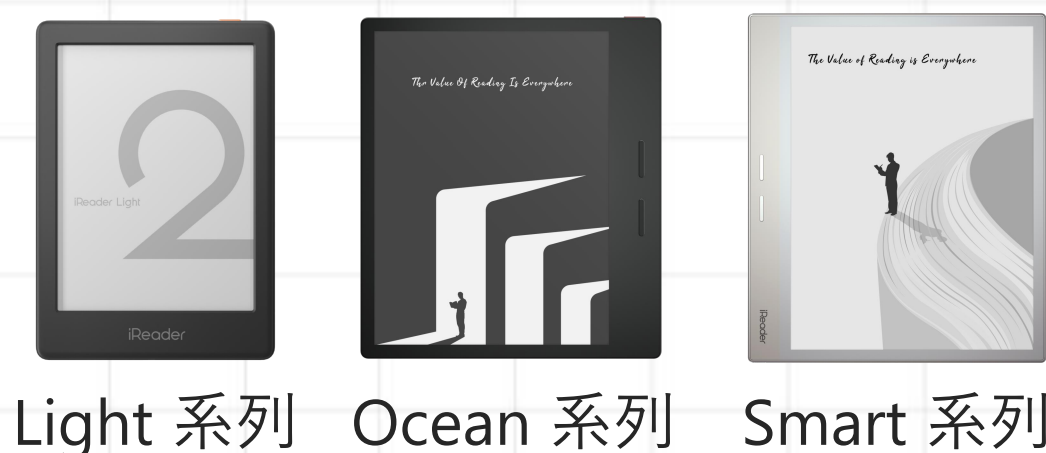 2
iReader Light
iReader
Thr Value Of Reading Is Everywhere
The Value of Reading is Everywhere
iReader
Light 系列
Ocean 系列
Smart 系列